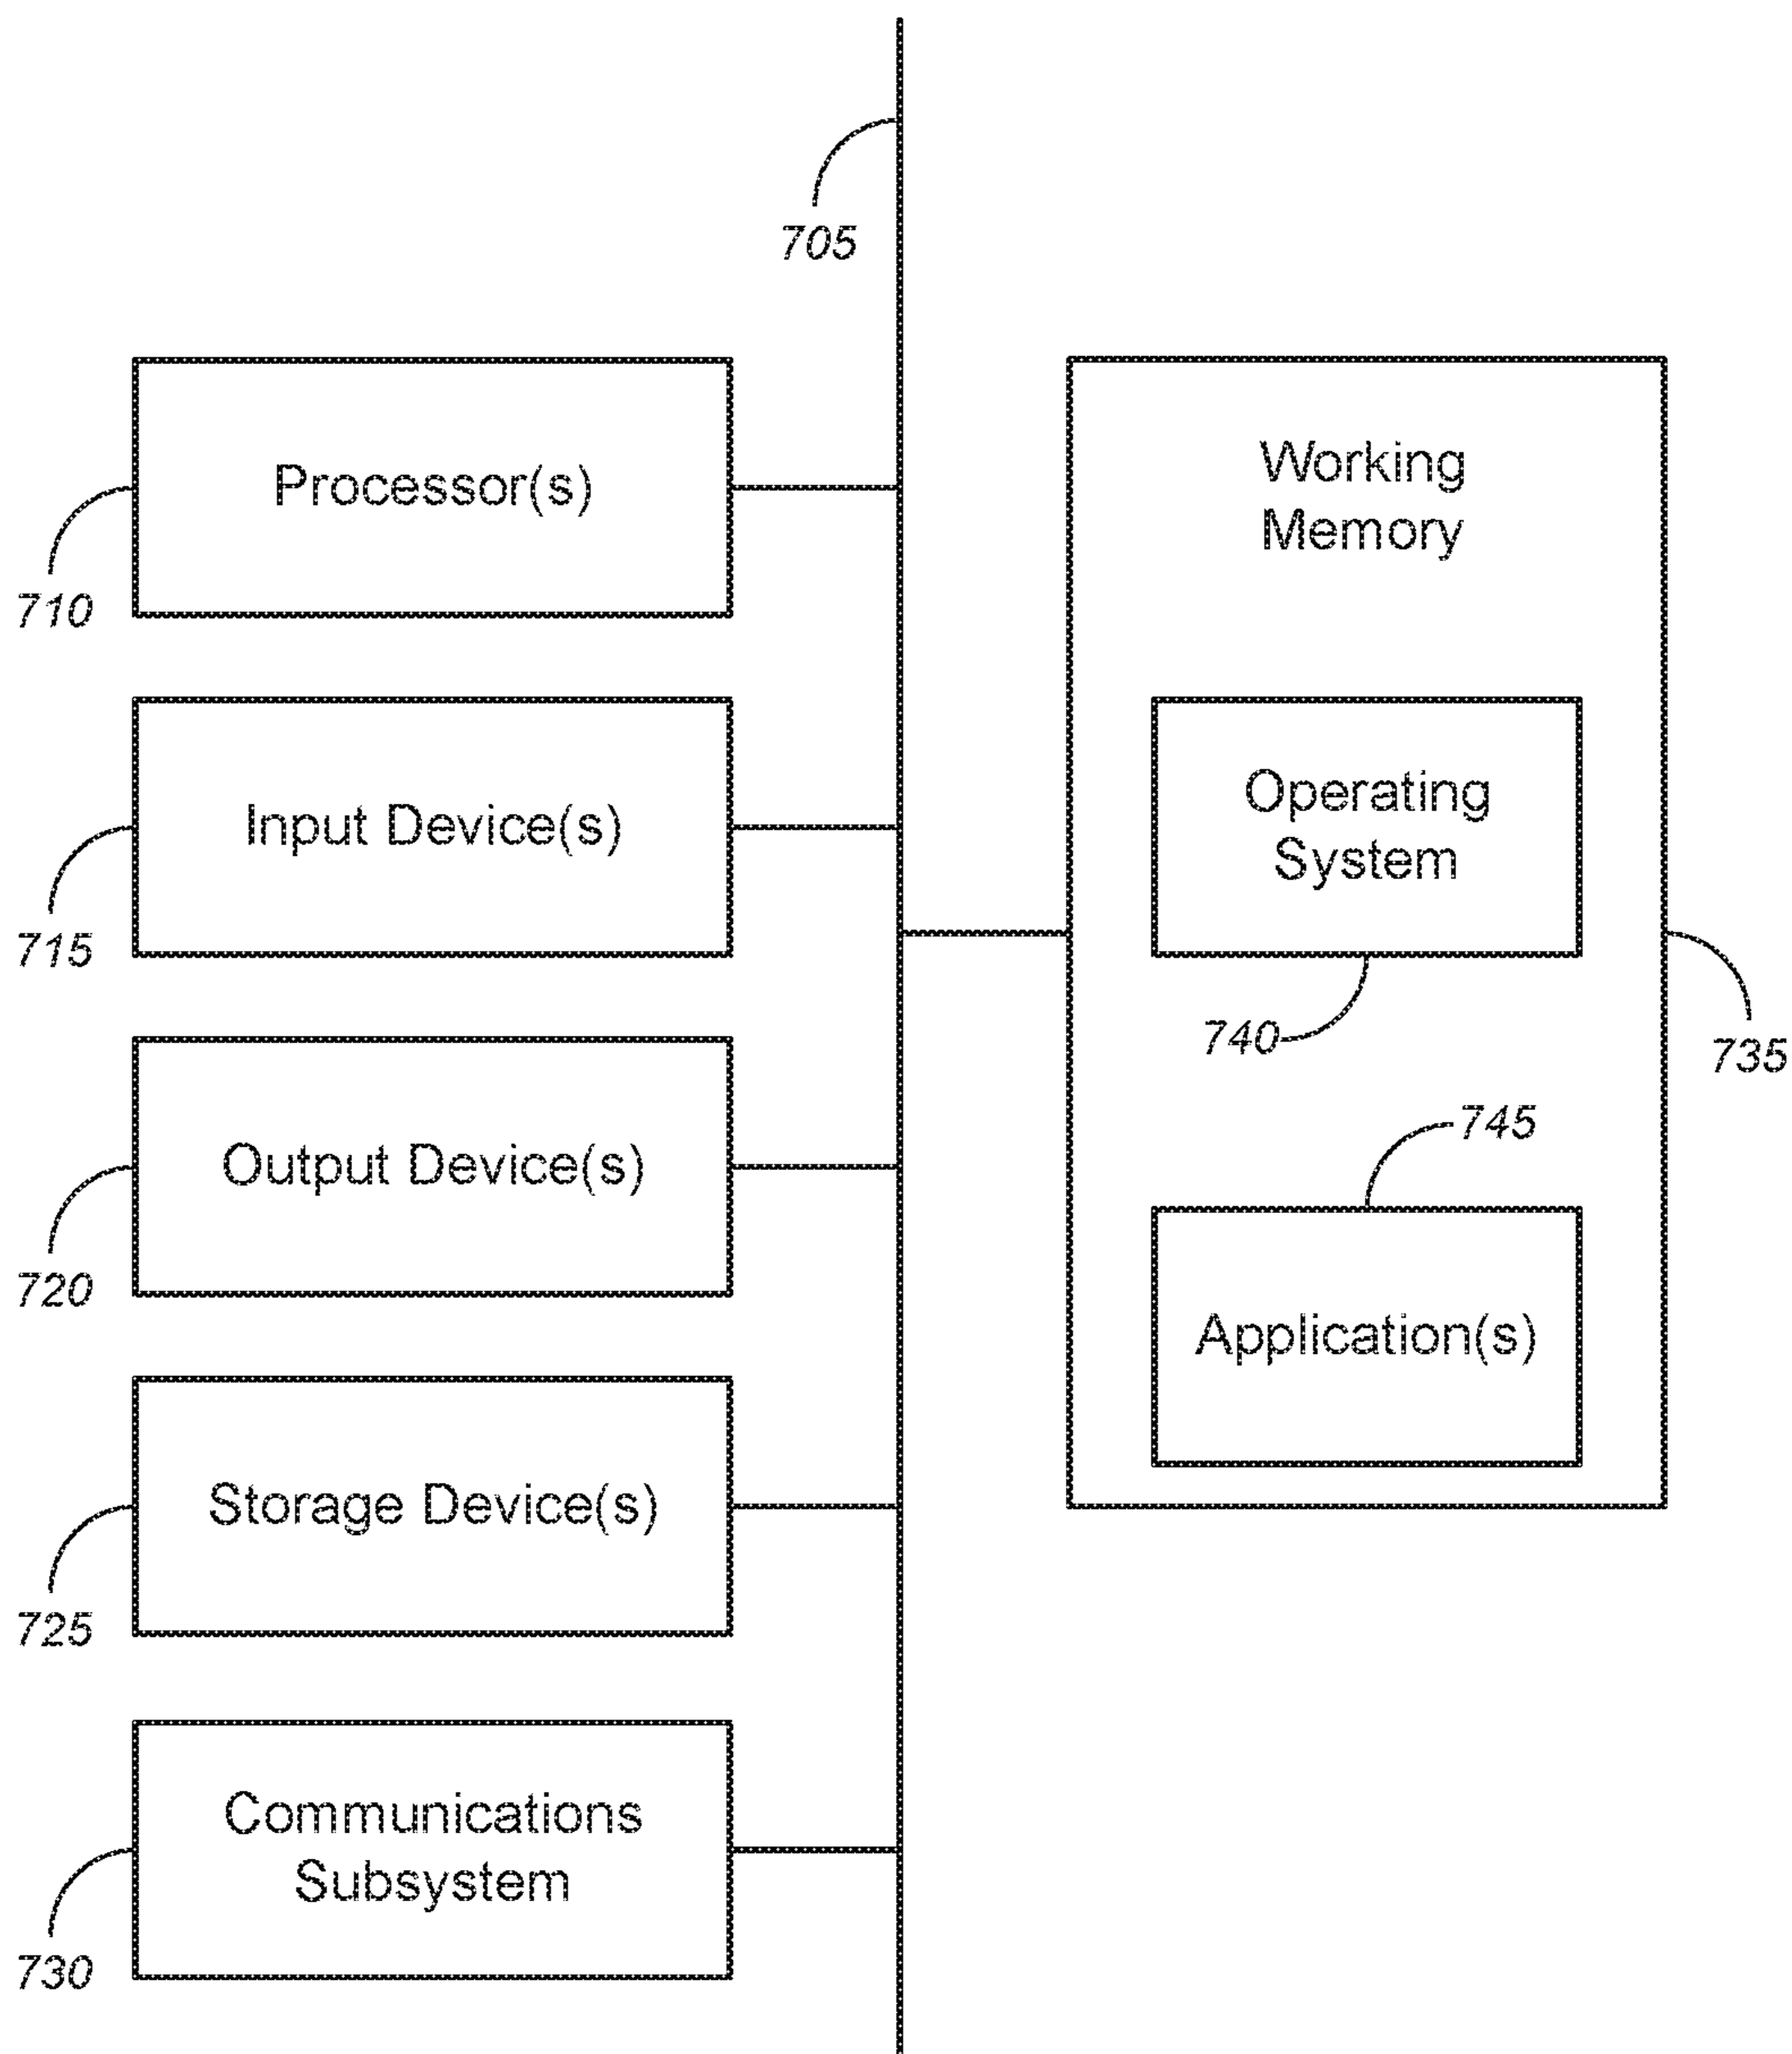 705
Processor(s)
710
Input Device(s)
715
Output Device(s)
720
Storage Device(s)
725
Communications
Subsystem
730
Working
Memory
Operating
System
740
735
745
Application(s)